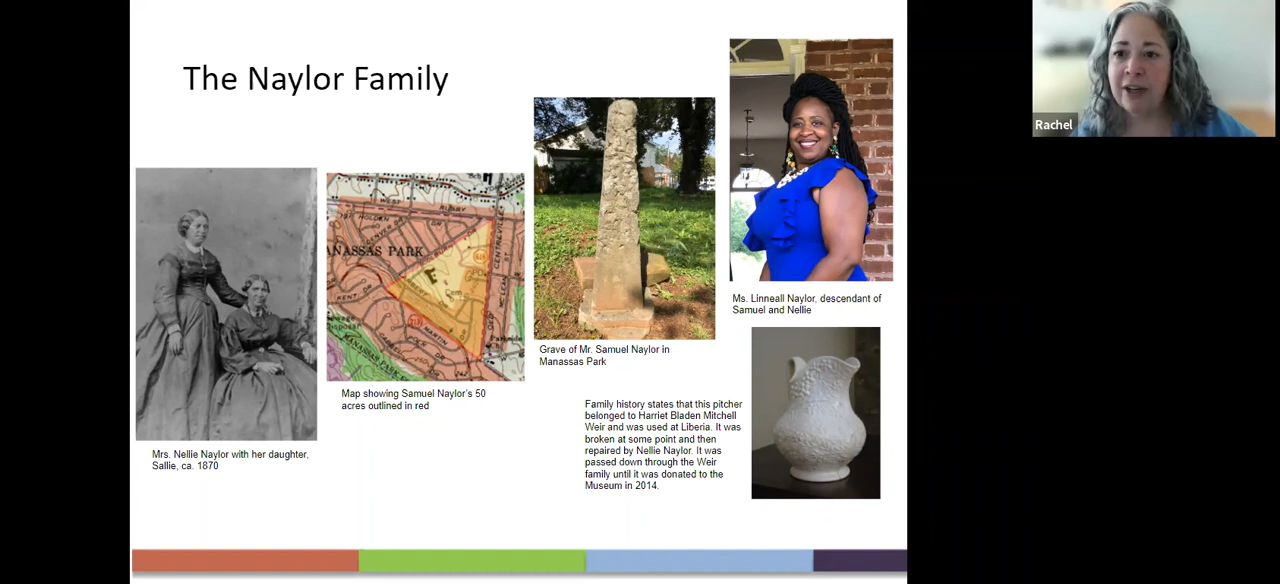 The Naylor Family
Rachel
MANASSAS PARK
Mrs. Nellie Naylor with her daughter,
Sallie, ca. 1870
Map showing Samuel Naylor's 50
acres outlined in red
Grave of Mr. Samuel Naylor in
Manassas Park
Ms. Linneall Naylor, descendant of
Samuel and Nellie
Family history states that this pitcher
belonged to Harriet Bladen Mitchell
Weir and was used at Liberia. It was
broken at some point and then
repaired by Nellie Naylor. It was
passed down through the Weir
family until it was donated to the
Museum in 2014.